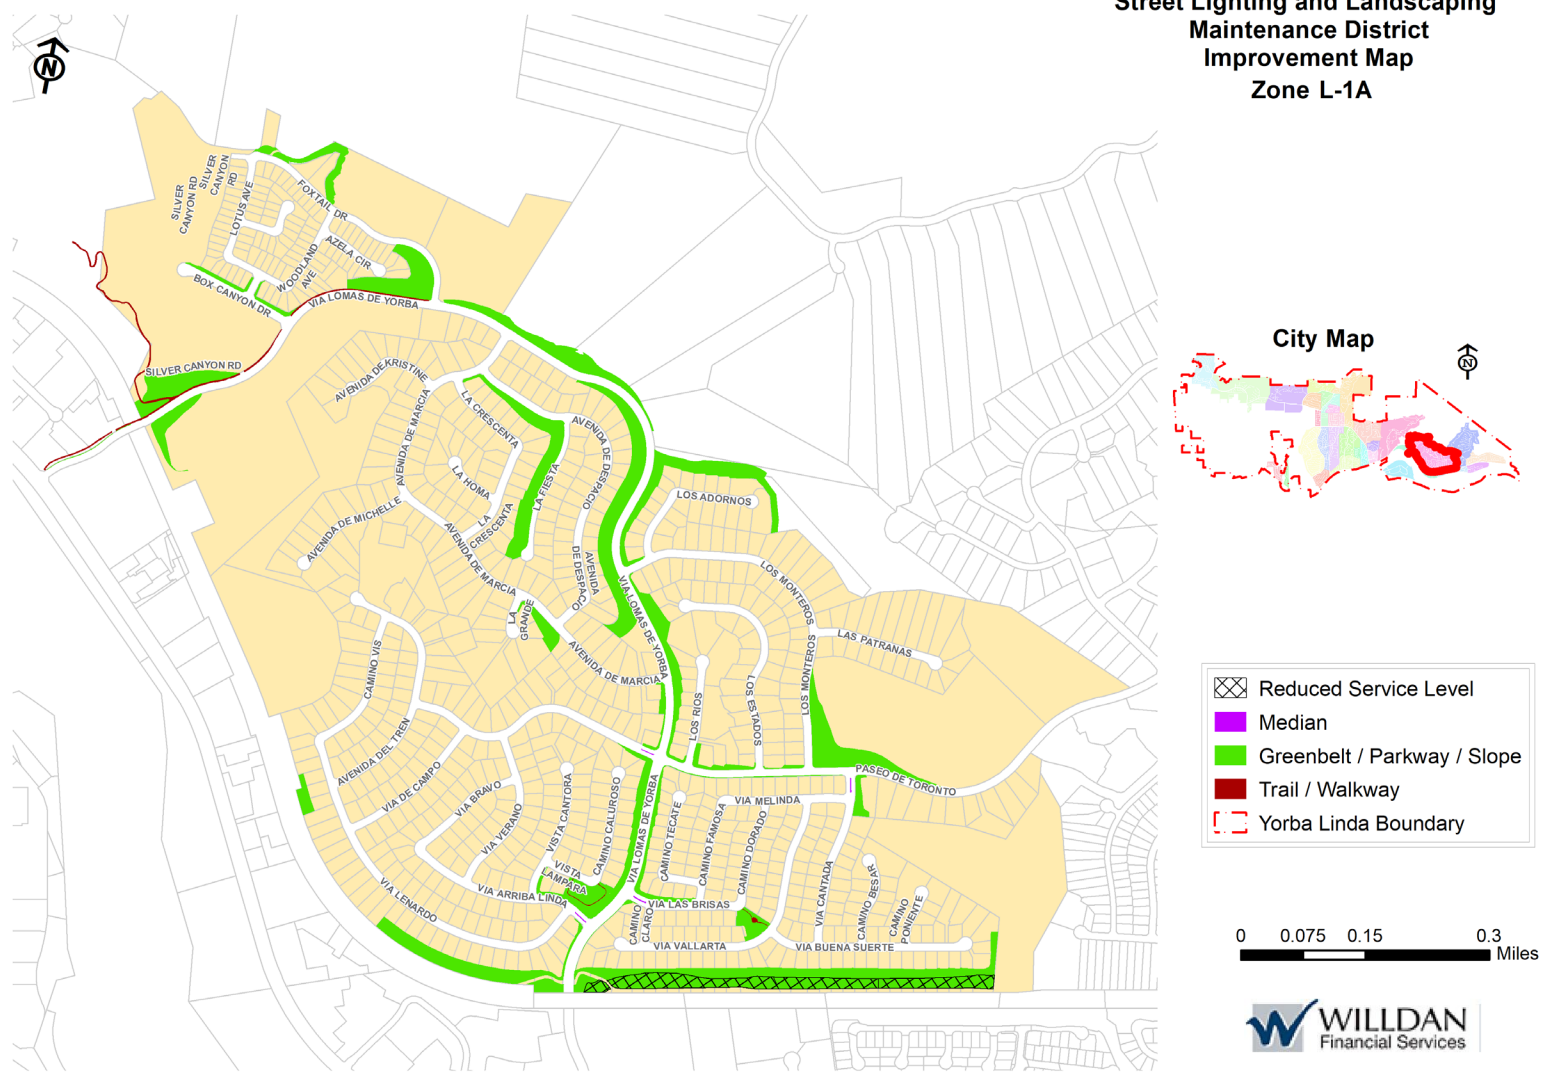 Street Lighting and Landscaping
Maintenance District
Improvement Map
Zone L-1A
N
SILVER
CANYON
RD
SILVER
CANYON RD
LOTUS AVE
FOXTAIL DR
AZELA CIR
WOODLAND
AVE
BOX CANYON DR
VIA LOMAS DE YORBA
SILVER CANYON RD
AVENIDA DE KRISTINE
AVENIDA DE MARCIA
LA CRESCENTA
AVENIDA DE DESPACIO
LA HOMA
LA FIESTA
LA
CRESCENTA
AVENIDA DE MICHELLE
AVENIDA DE MARCIA
AVENIDA
DE DESPACIO
LOS ADORNOS
LOS MONTEROS
VIA LOMAS DE YORBA
LA
GRANDE
AVENIDA DE MARCIA
LAS PATRANAS
CAMINO VIS
LOS RIOS
LOS ESTADOS
LOS MONTEROS
AVENIDA DEL TREN
VIA DE CAMPO
VIA BRAVO
VIA VERANO
VISTA CANTORA
CAMINO CALUROSO
VIA LOMAS DE YORBA
PASEO DE TORONTO
VIA MELINDA
CAMINO TECATE
CAMINO FAMOSA
CAMINO DORADO
VISTA
LAMPARA
VIA ARRIBA LINDA
VIA LENARDO
VIA LAS BRISAS
CAMINO
CLARO
VIA VALLARTA
VIA CANTADA
CAMINO BESAR
CAMINO
PONIENTE
VIA BUENA SUERTE
City Map
N
Reduced Service Level
Median
Greenbelt / Parkway / Slope
Trail / Walkway
Yorba Linda Boundary
0 0.075 0.15 0.3
Miles
WILLDAN
Financial Services